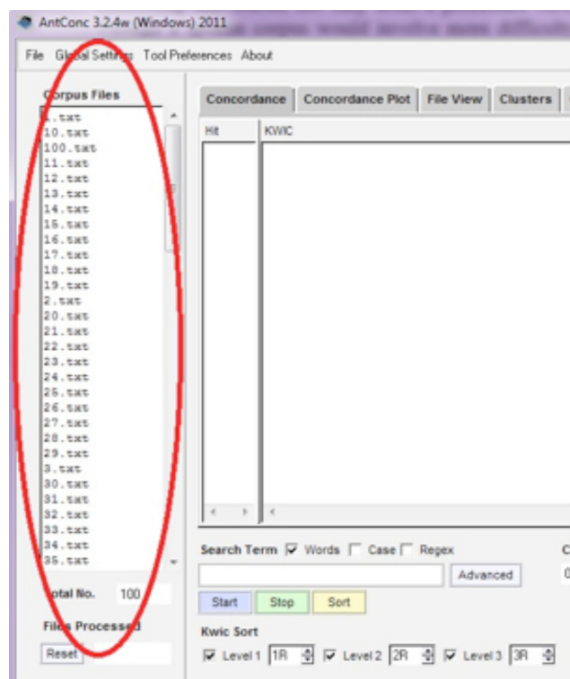 AntConc 3.2.4w (Windows) 2011
File Global Settings Tool Preferences About
Corpus Files
1.txt
10.txt
100.txt
11.txt
12.txt
13.txt
14.txt
15.txt
16.txt
17.txt
18.txt
19.txt
2.txt
20.txt
21.txt
22.txt
23.txt
24.txt
25.txt
26.txt
27.txt
28.txt
29.txt
3.txt
30.txt
31.txt
32.txt
33.txt
34.txt
35.txt
Total No. 100
Files Processed
Reset
Concordance Concordance Plot File View Clusters
Hit KWIC
Search Term Words Case Regex
Advanced
Start Stop Sort
Kwic Sort
Level 1 1R Level 2 2R Level 3 3R